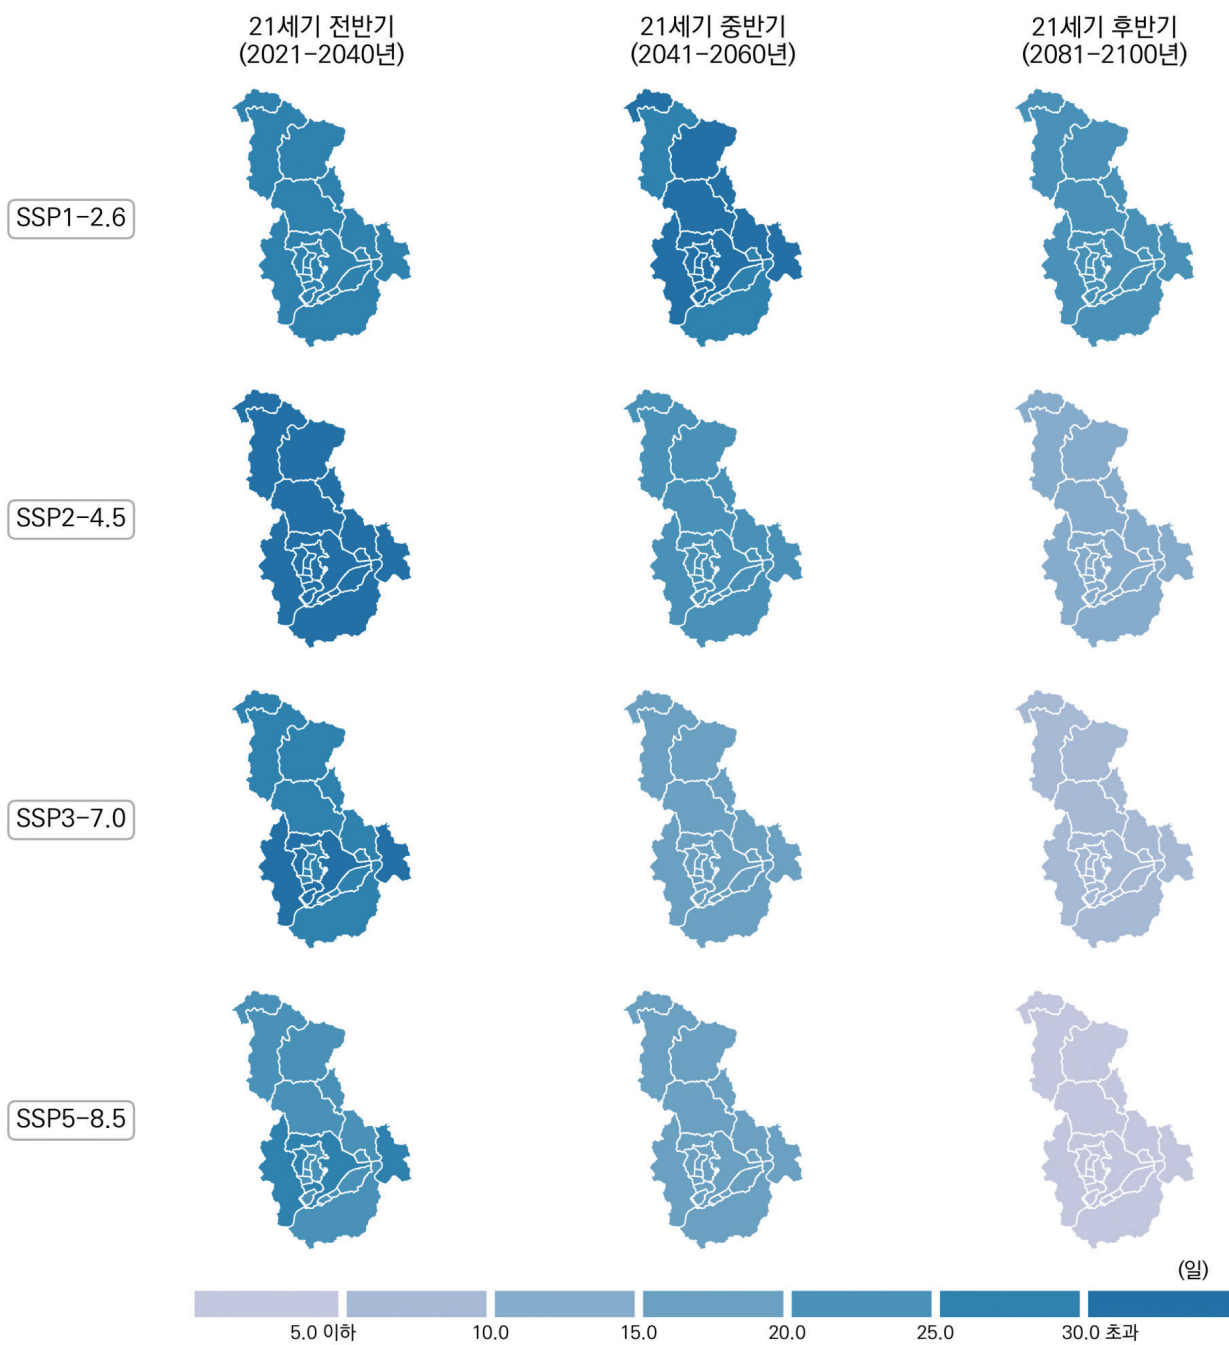 21세기 전반기
(2021-2040년)
21세기 중반기
(2041-2060년)
21세기 후반기
(2081-2100년)
SSP1-2.6
SSP2-4.5
SSP3-7.0
SSP5-8.5
(일)
5.0 이하
10.0
15.0
20.0
25.0
30.0 초과